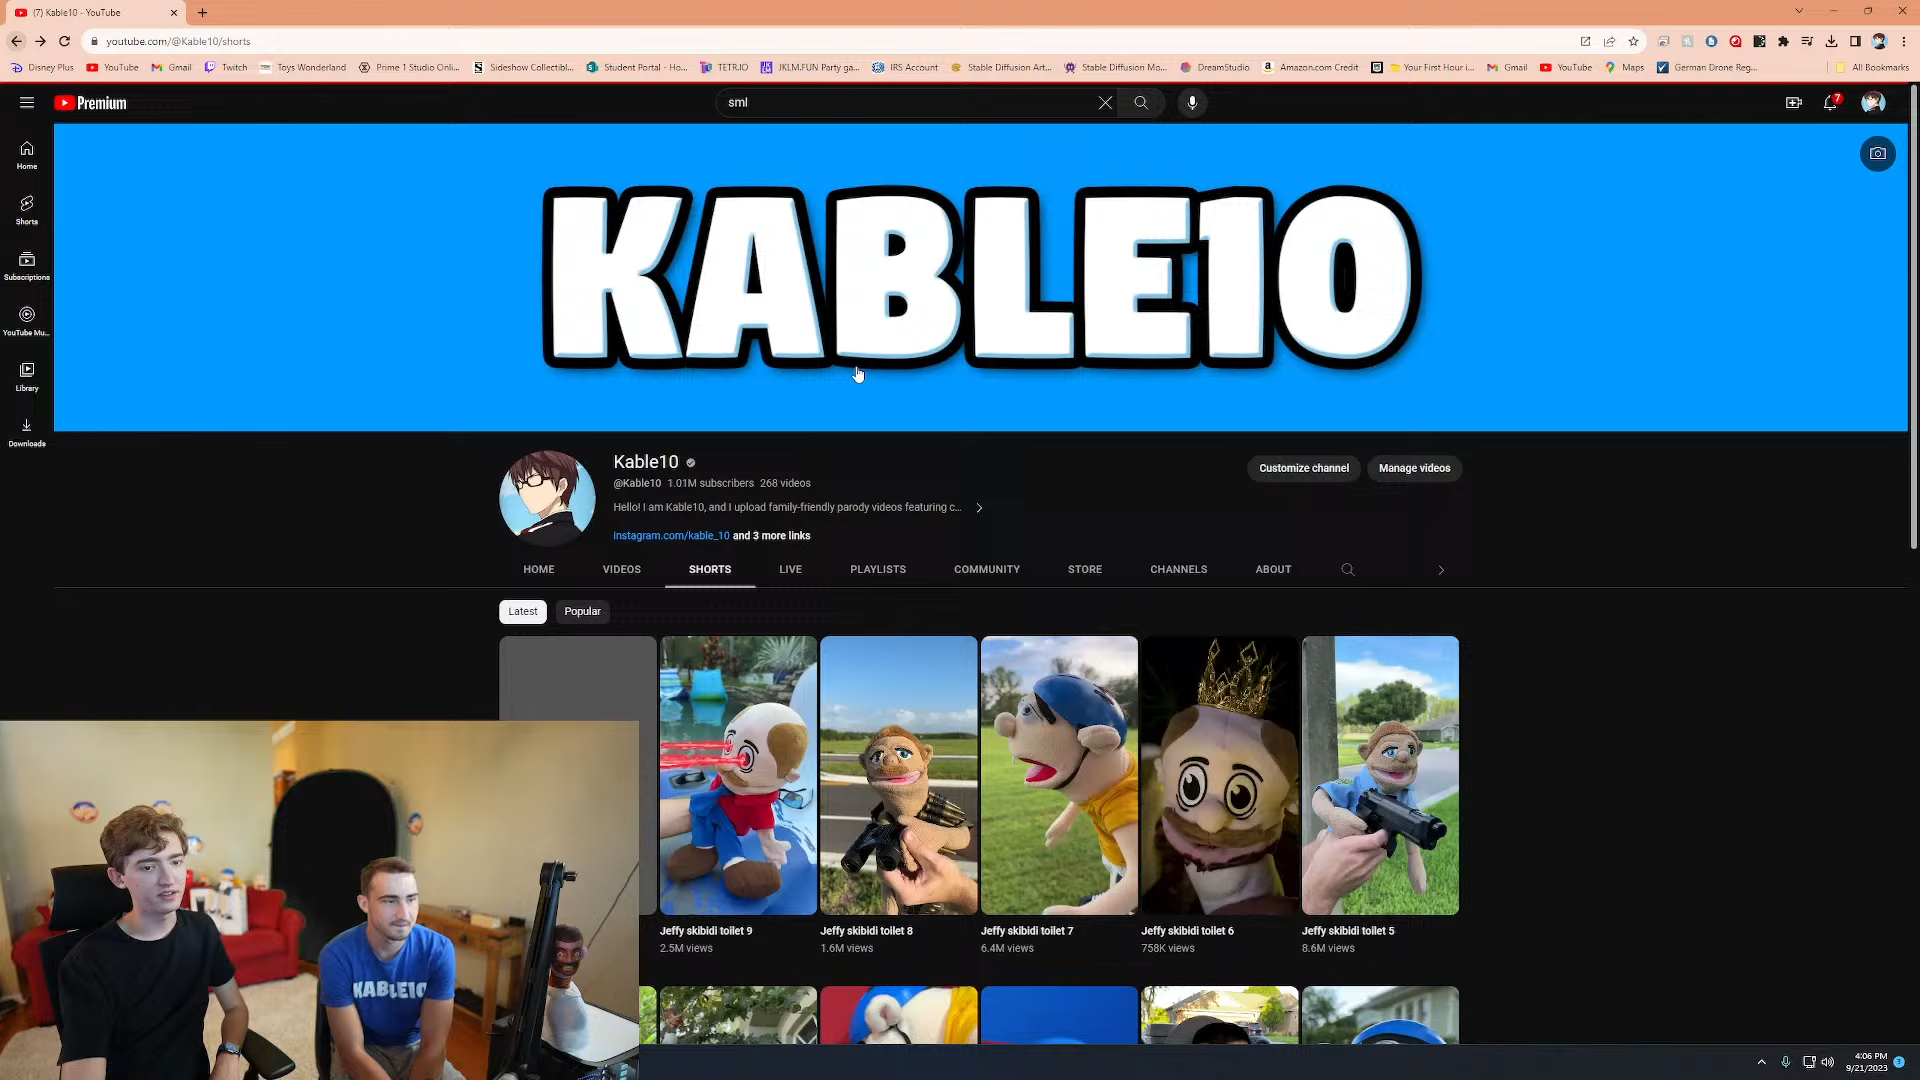 (7) Kable10 - YouTube
youtube.com/@Kable10/shorts
Disney Plus YouTube Gmail Twitch Toys Wonderland Prime 1 Studio Onli... Sideshow Collectibl... Student Portal - Ho... TETR.IO JKLM.FUN Party ga... IRS Account Stable Diffusion Art... Stable Diffusion Mo... DreamStudio Amazon.com Credit Your First Hour i... Gmail YouTube Maps German Drone Reg... All Bookmarks
Premium sml 7
Home
Shorts
Subscriptions
YouTube Mu...
Library
Downloads
KABLE10
Kable10
@Kable10 1.01M subscribers 268 videos
Hello! I am Kable10, and I upload family-friendly parody videos featuring c...
instagram.com/kable_10 and 3 more links
Customize channel Manage videos
HOME VIDEOS SHORTS LIVE PLAYLISTS COMMUNITY STORE CHANNELS ABOUT
Latest Popular
Jeffy skibidi toilet 9 Jeffy skibidi toilet 8 Jeffy skibidi toilet 7 Jeffy skibidi toilet 6 Jeffy skibidi toilet 5
2.5M views 1.6M views 6.4M views 758K views 8.6M views
KABLE10
4:06 PM
9/21/2023
3